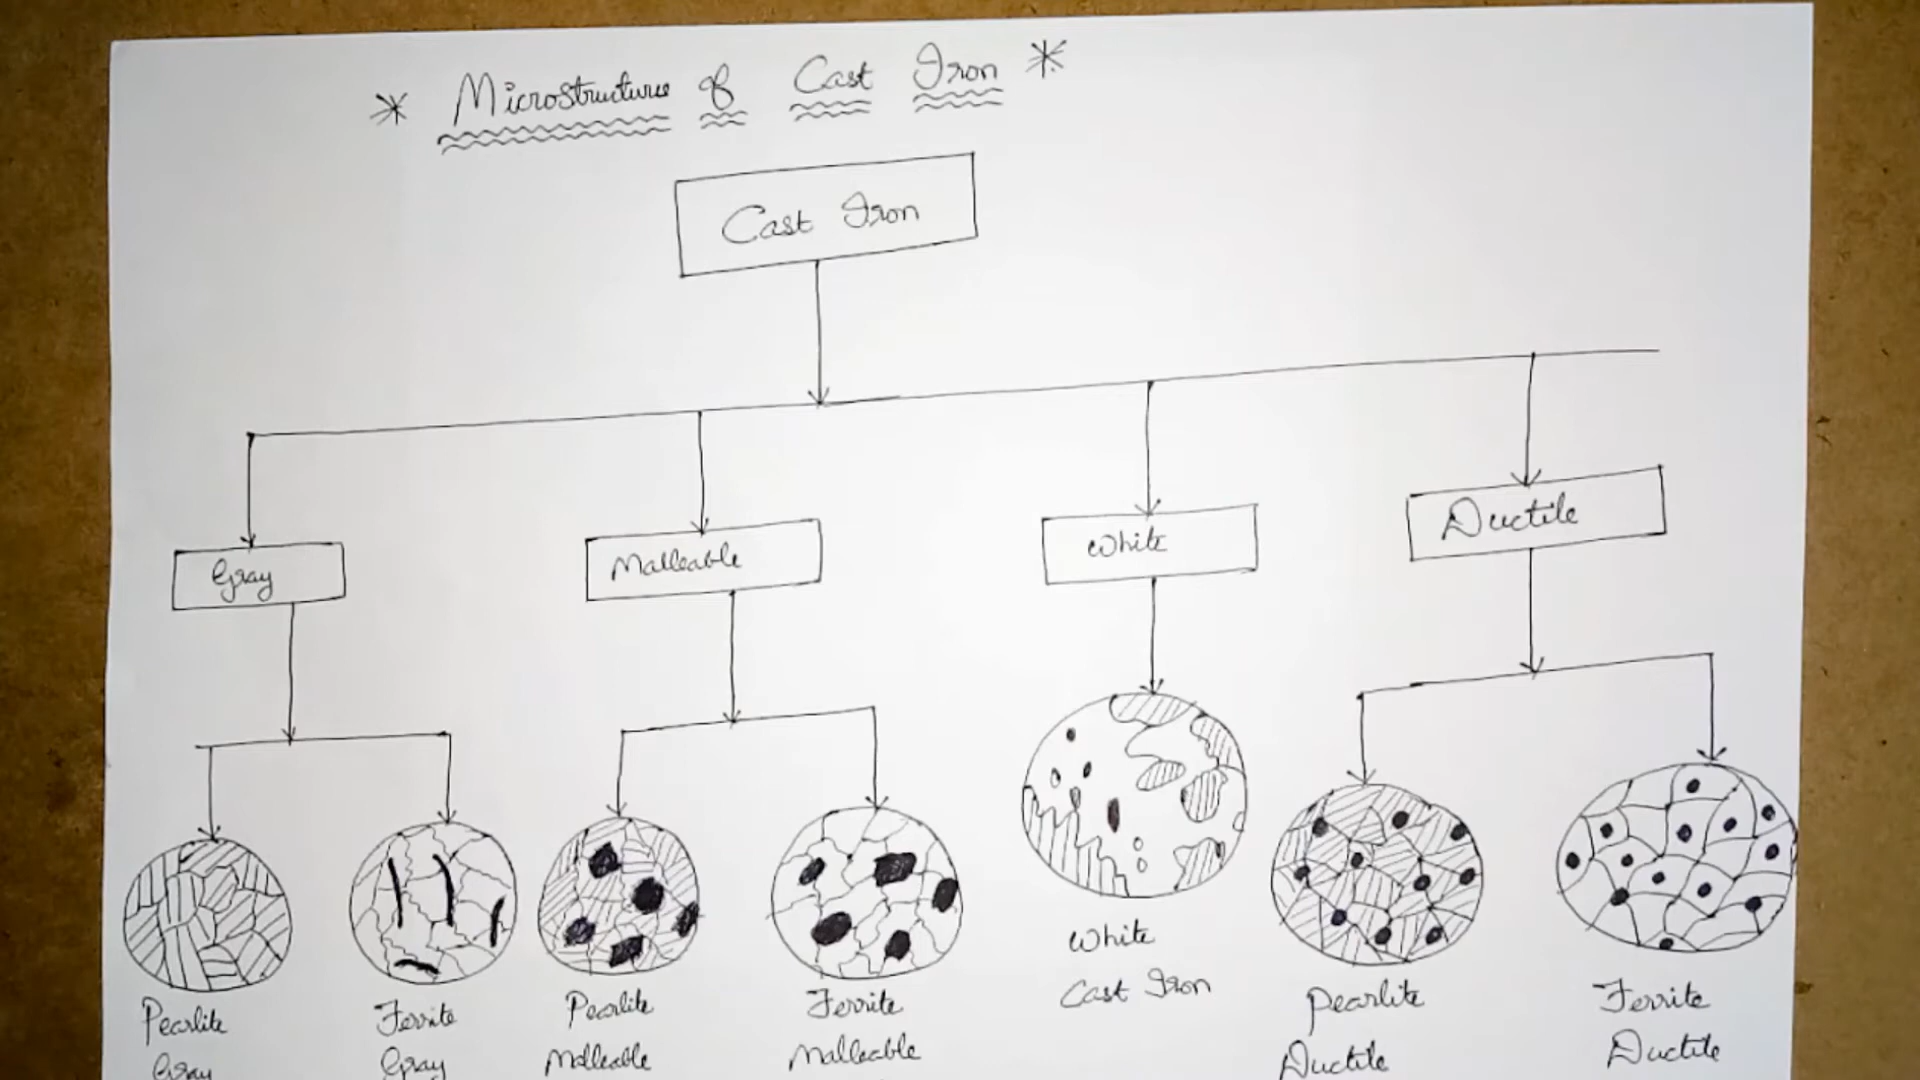 * Microstructure of Cast Iron *
Cast Iron
Gray
Malleable
White
Ductile
Pearlite
Gray
Ferrite
Gray
Pearlite
Malleable
Ferrite
Malleable
White
Cast Iron
Pearlite
Ductile
Ferrite
Ductile